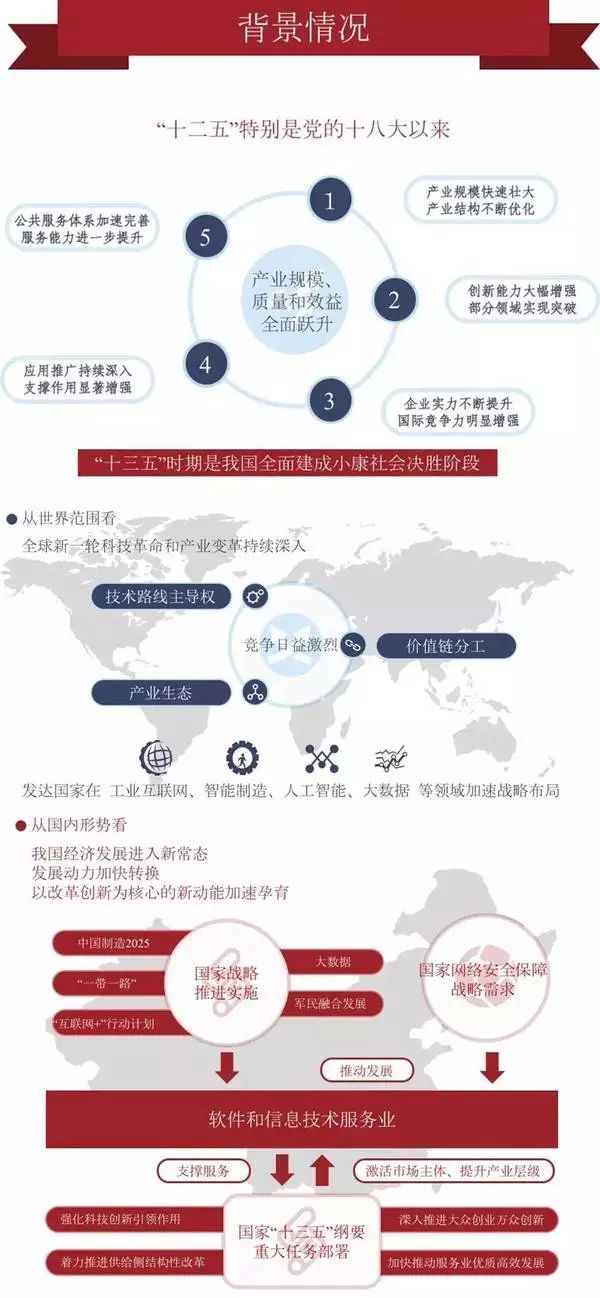 背景情况
“十二五”特别是党的十八大以来
1
产业规模快速壮大
产业结构不断优化
2
创新能力大幅增强
部分领域实现突破
3
企业实力不断提升
国际竞争力明显增强
4
应用推广持续深入
支撑作用显著增强
5
公共服务体系加速完善
服务能力进一步提升
产业规模、
质量和效益
全面跃升
“十三五”时期是我国全面建成小康社会决胜阶段
从世界范围看
全球新一轮科技革命和产业变革持续深入
技术路线主导权
竞争日益激烈
价值链分工
产业生态
发达国家在 工业互联网、智能制造、人工智能、大数据 等领域加速战略布局
从国内形势看
我国经济发展进入新常态
发展动力加快转换
以改革创新为核心的新动能加速孕育
中国制造2025
“一带一路”
“互联网+”行动计划
国家战略
推进实施
大数据
军民融合发展
国家网络安全保障
战略需求
推动发展
软件和信息技术服务业
支撑服务
激活市场主体、提升产业层级
强化科技创新引领作用
着力推进供给侧结构性改革
国家“十三五”纲要
重大任务部署
深入推进大众创业万众创新
加快推动服务业优质高效发展